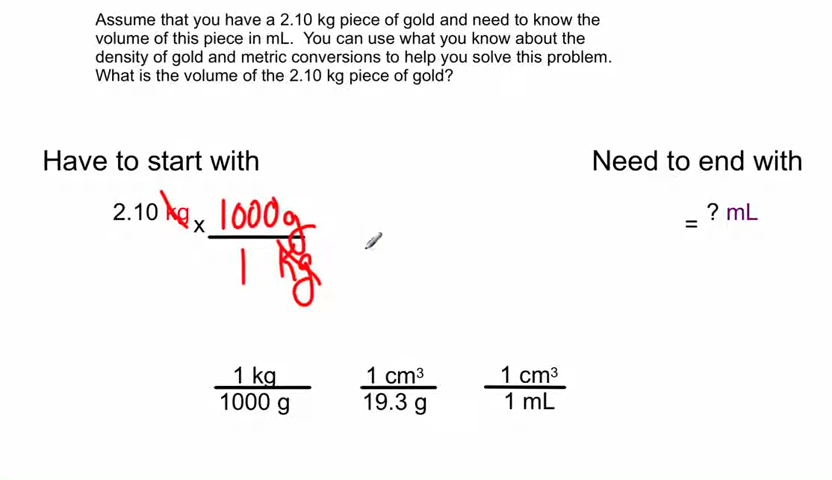 Assume that you have a 2.10 kg piece of gold and need to know the
volume of this piece in mL.  You can use what you know about the
density of gold and metric conversions to help you solve this problem.
What is the volume of the 2.10 kg piece of gold?
Have to start with
Need to end with
2.10 kg x 1000g
1 kg
= ? mL
1 kg
1000 g
1 cm³
19.3 g
1 cm³
1 mL